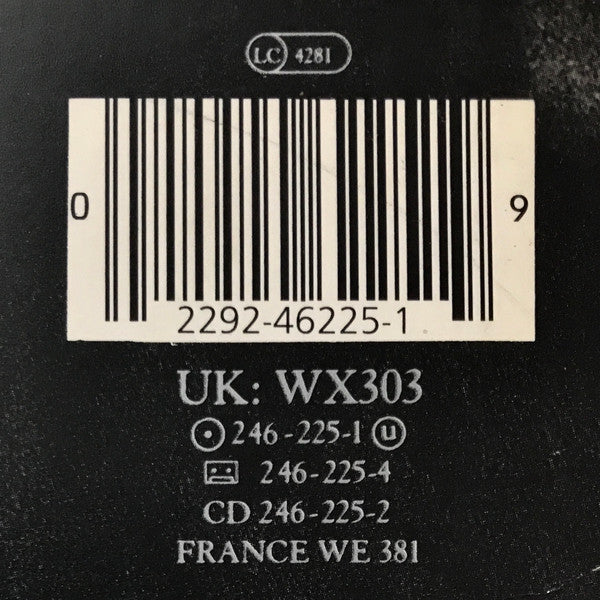 LC 4281
0 2292-46225-1 9
UK: WX303
246-225-1 U
246-225-4
CD 246-225-2
FRANCE WE 381